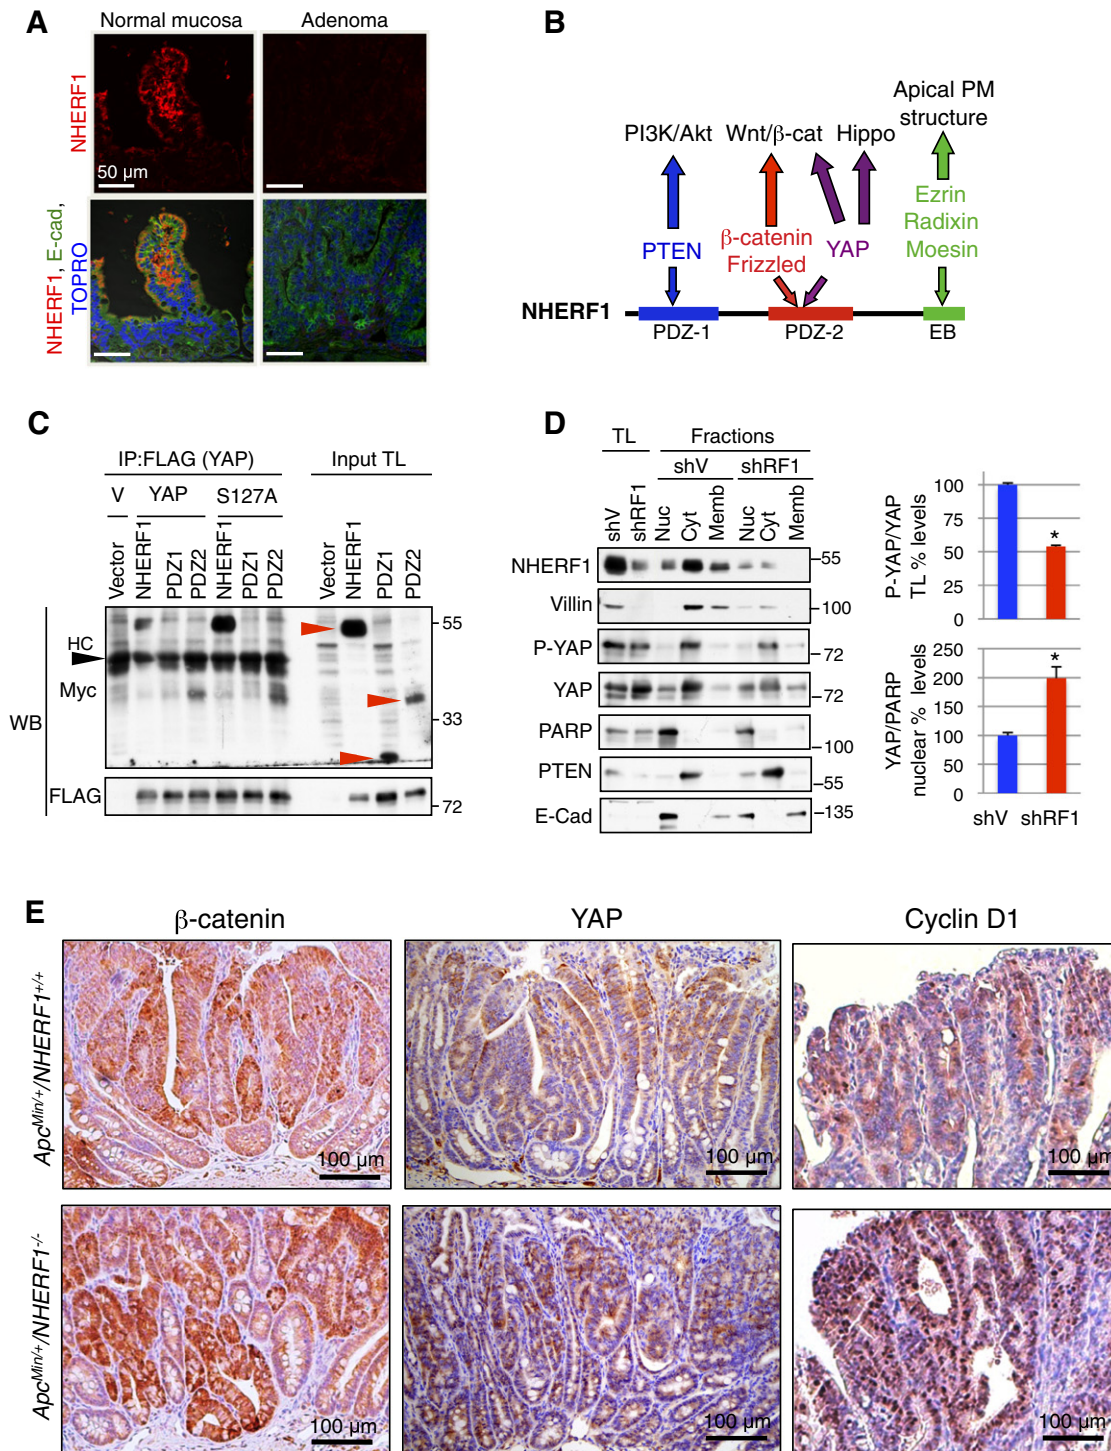 A
Normal mucosa
Adenoma
NHERF1
50 µm
NHERF1, E-cad,
TOPRO
B
Apical PM
structure
PI3K/Akt
Wnt/β-cat
Hippo
Ezrin
Radixin
Moesin
PTEN
β-catenin
Frizzled
YAP
NHERF1
PDZ-1
PDZ-2
EB
C
IP:FLAG (YAP)
Input TL
V
YAP
S127A
Vector
NHERF1
PDZ1
PDZ2
NHERF1
PDZ1
PDZ2
Vector
NHERF1
PDZ1
PDZ2
HC
Myc
WB
FLAG
55
33
72
D
TL
Fractions
shV
shRF1
shV
shRF1
Nuc
Cyt
Memb
Nuc
Cyt
Memb
NHERF1
55
Villin
100
P-YAP
72
YAP
72
PARP
100
PTEN
55
E-Cad
135
P-YAP/YAP
TL % levels
100
75
50
25
0
*
YAP/PARP
nuclear % levels
250
200
150
100
50
0
*
shV
shRF1
E
β-catenin
YAP
Cyclin D1
Apc^Min/+/NHERF1^+/+
100 µm
100 µm
100 µm
Apc^Min/+/NHERF1^-/-
100 µm
100 µm
100 µm